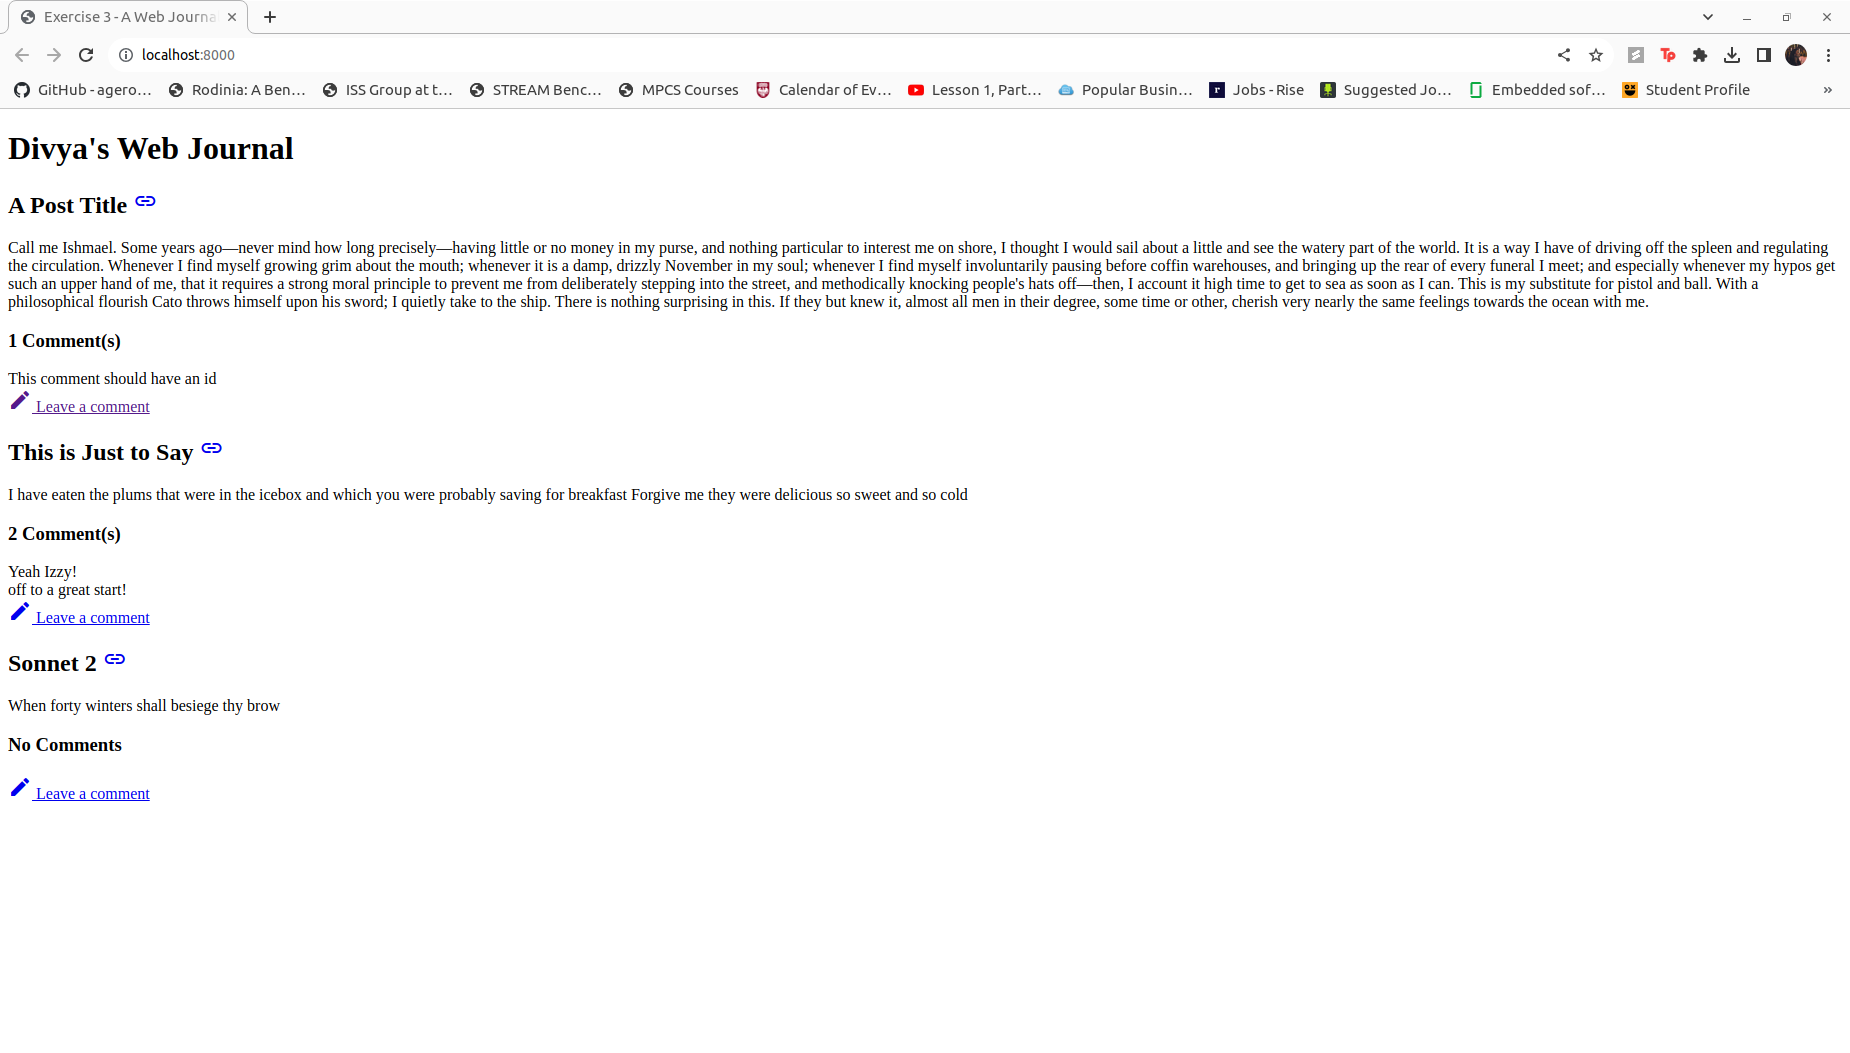 Exercise 3 - A Web Journa
localhost:8000
GitHub - agero… Rodinia: A Ben… ISS Group at t… STREAM Benc… MPCS Courses Calendar of Ev… Lesson 1, Part… Popular Busin… Jobs - Rise Suggested Jo… Embedded sof… Student Profile »
Divya's Web Journal
A Post Title
Call me Ishmael. Some years ago—never mind how long precisely—having little or no money in my purse, and nothing particular to interest me on shore, I thought I would sail about a little and see the watery part of the world. It is a way I have of driving off the spleen and regulating
the circulation. Whenever I find myself growing grim about the mouth; whenever it is a damp, drizzly November in my soul; whenever I find myself involuntarily pausing before coffin warehouses, and bringing up the rear of every funeral I meet; and especially whenever my hypos get
such an upper hand of me, that it requires a strong moral principle to prevent me from deliberately stepping into the street, and methodically knocking people's hats off—then, I account it high time to get to sea as soon as I can. This is my substitute for pistol and ball. With a
philosophical flourish Cato throws himself upon his sword; I quietly take to the ship. There is nothing surprising in this. If they but knew it, almost all men in their degree, some time or other, cherish very nearly the same feelings towards the ocean with me.
1 Comment(s)
This comment should have an id
Leave a comment
This is Just to Say
I have eaten the plums that were in the icebox and which you were probably saving for breakfast Forgive me they were delicious so sweet and so cold
2 Comment(s)
Yeah Izzy!
off to a great start!
Leave a comment
Sonnet 2
When forty winters shall besiege thy brow
No Comments
Leave a comment